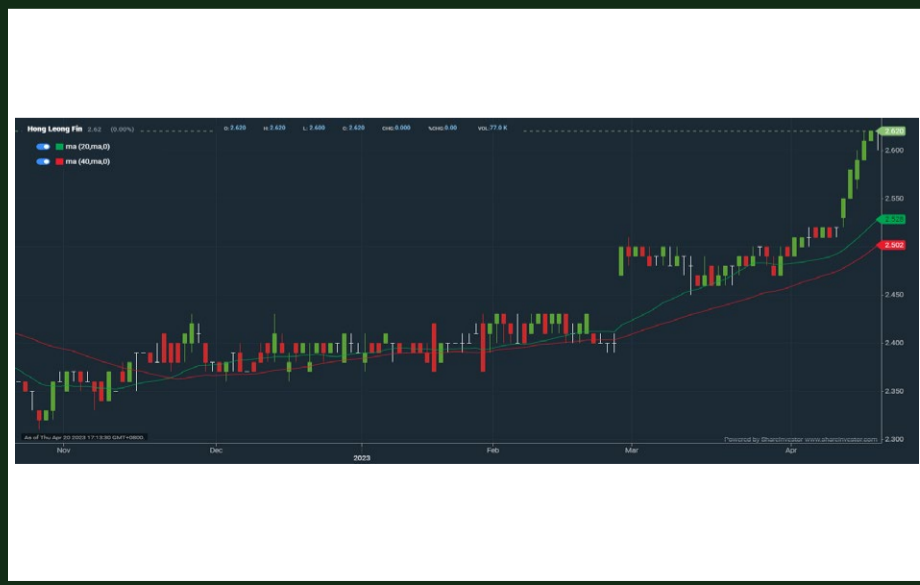 Hong Leong Fin 2.62 (0.00%) O:2.620 H:2.620 L: 2.600 C:2.620 CHG:0.000 %CHG:0.00 VOL:77.0 K
ma (20,ma,0)
ma (40,ma,0)
2.620
2.600
2.550
2.528
2.502
2.450
2.400
2.350
2.300
As of Thu Apr 20 2023 17:13:30 GMT+0800
Powered by ShareInvestor www.shareinvestor.com
Nov Dec 2023 Feb Mar Apr